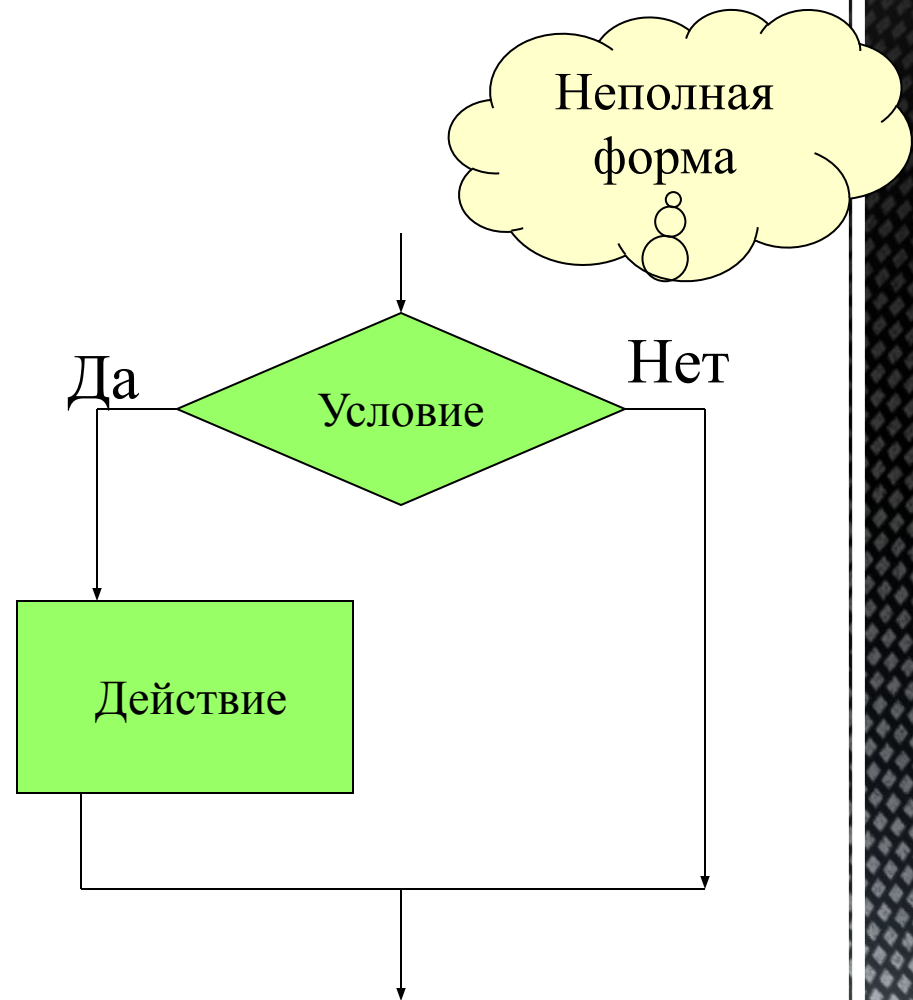 Неполная
форма
Да
Нет
Условие
Действие